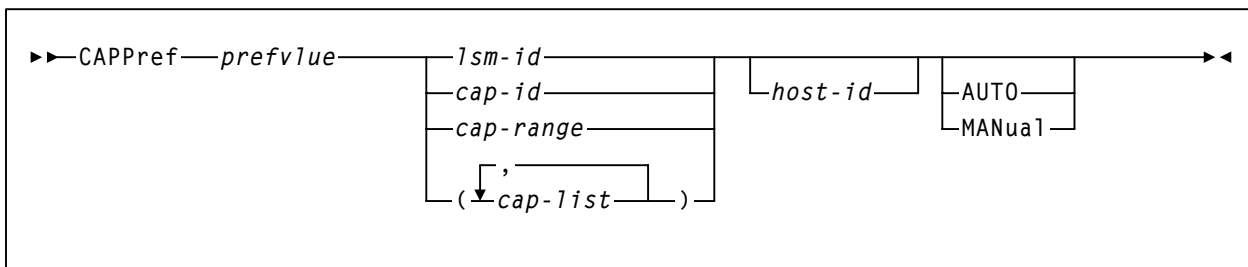 CAPPref prefvlue lsm-id
cap-id host-id AUTO
cap-range MANual
,
(cap-list)